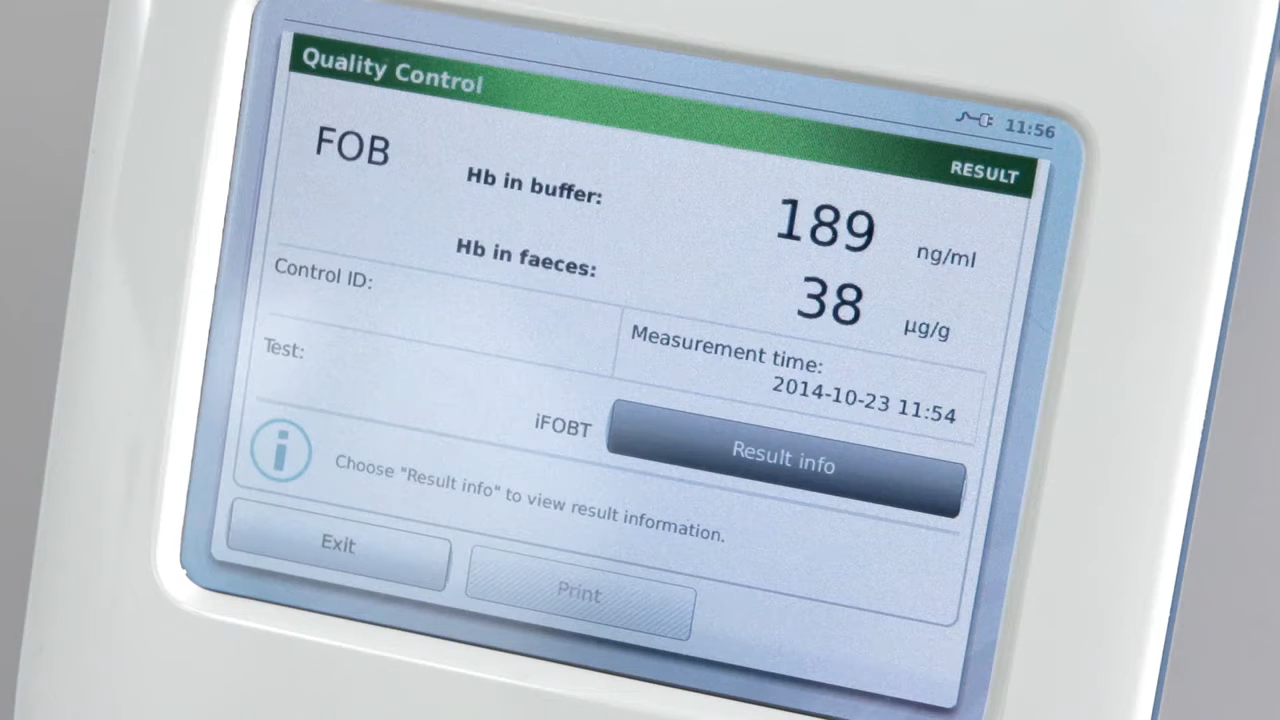 11:56
Quality Control
RESULT
FOB
Hb in buffer: 189 ng/ml
Hb in faeces: 38 µg/g
Control ID:
Measurement time:
2014-10-23 11:54
Test:
iFOBT
Result info
i
Choose "Result info" to view result information.
Exit
Print